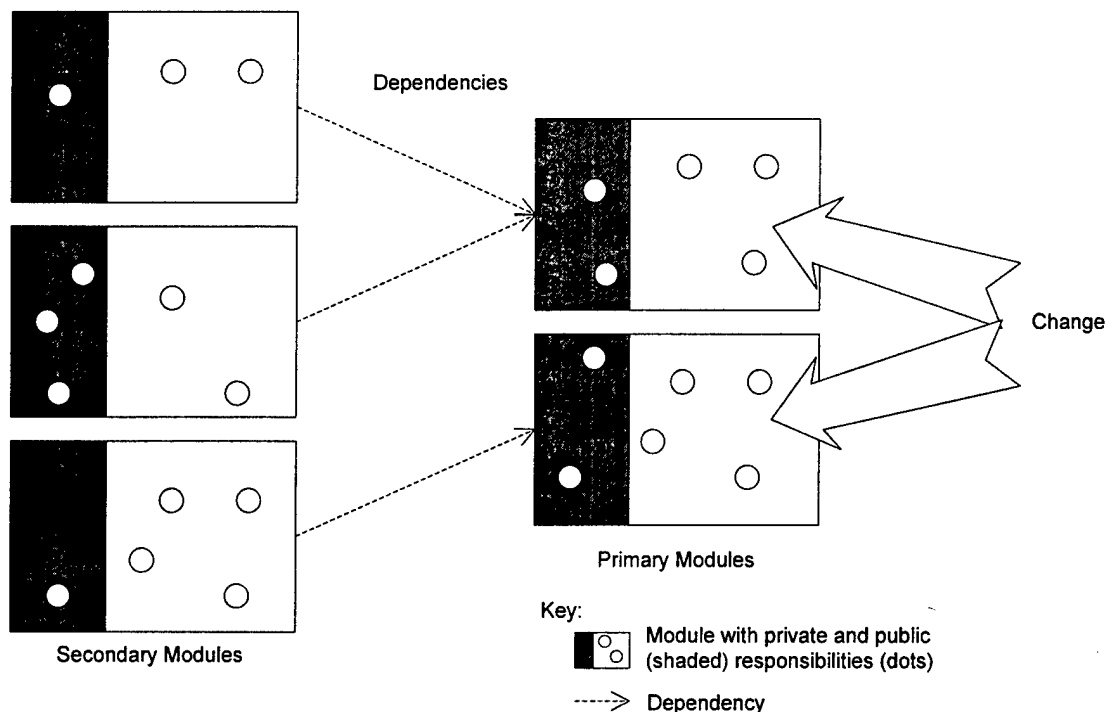 Dependencies
Change
Primary Modules
Secondary Modules
Key:
Module with private and public
(shaded) responsibilities (dots)
Dependency